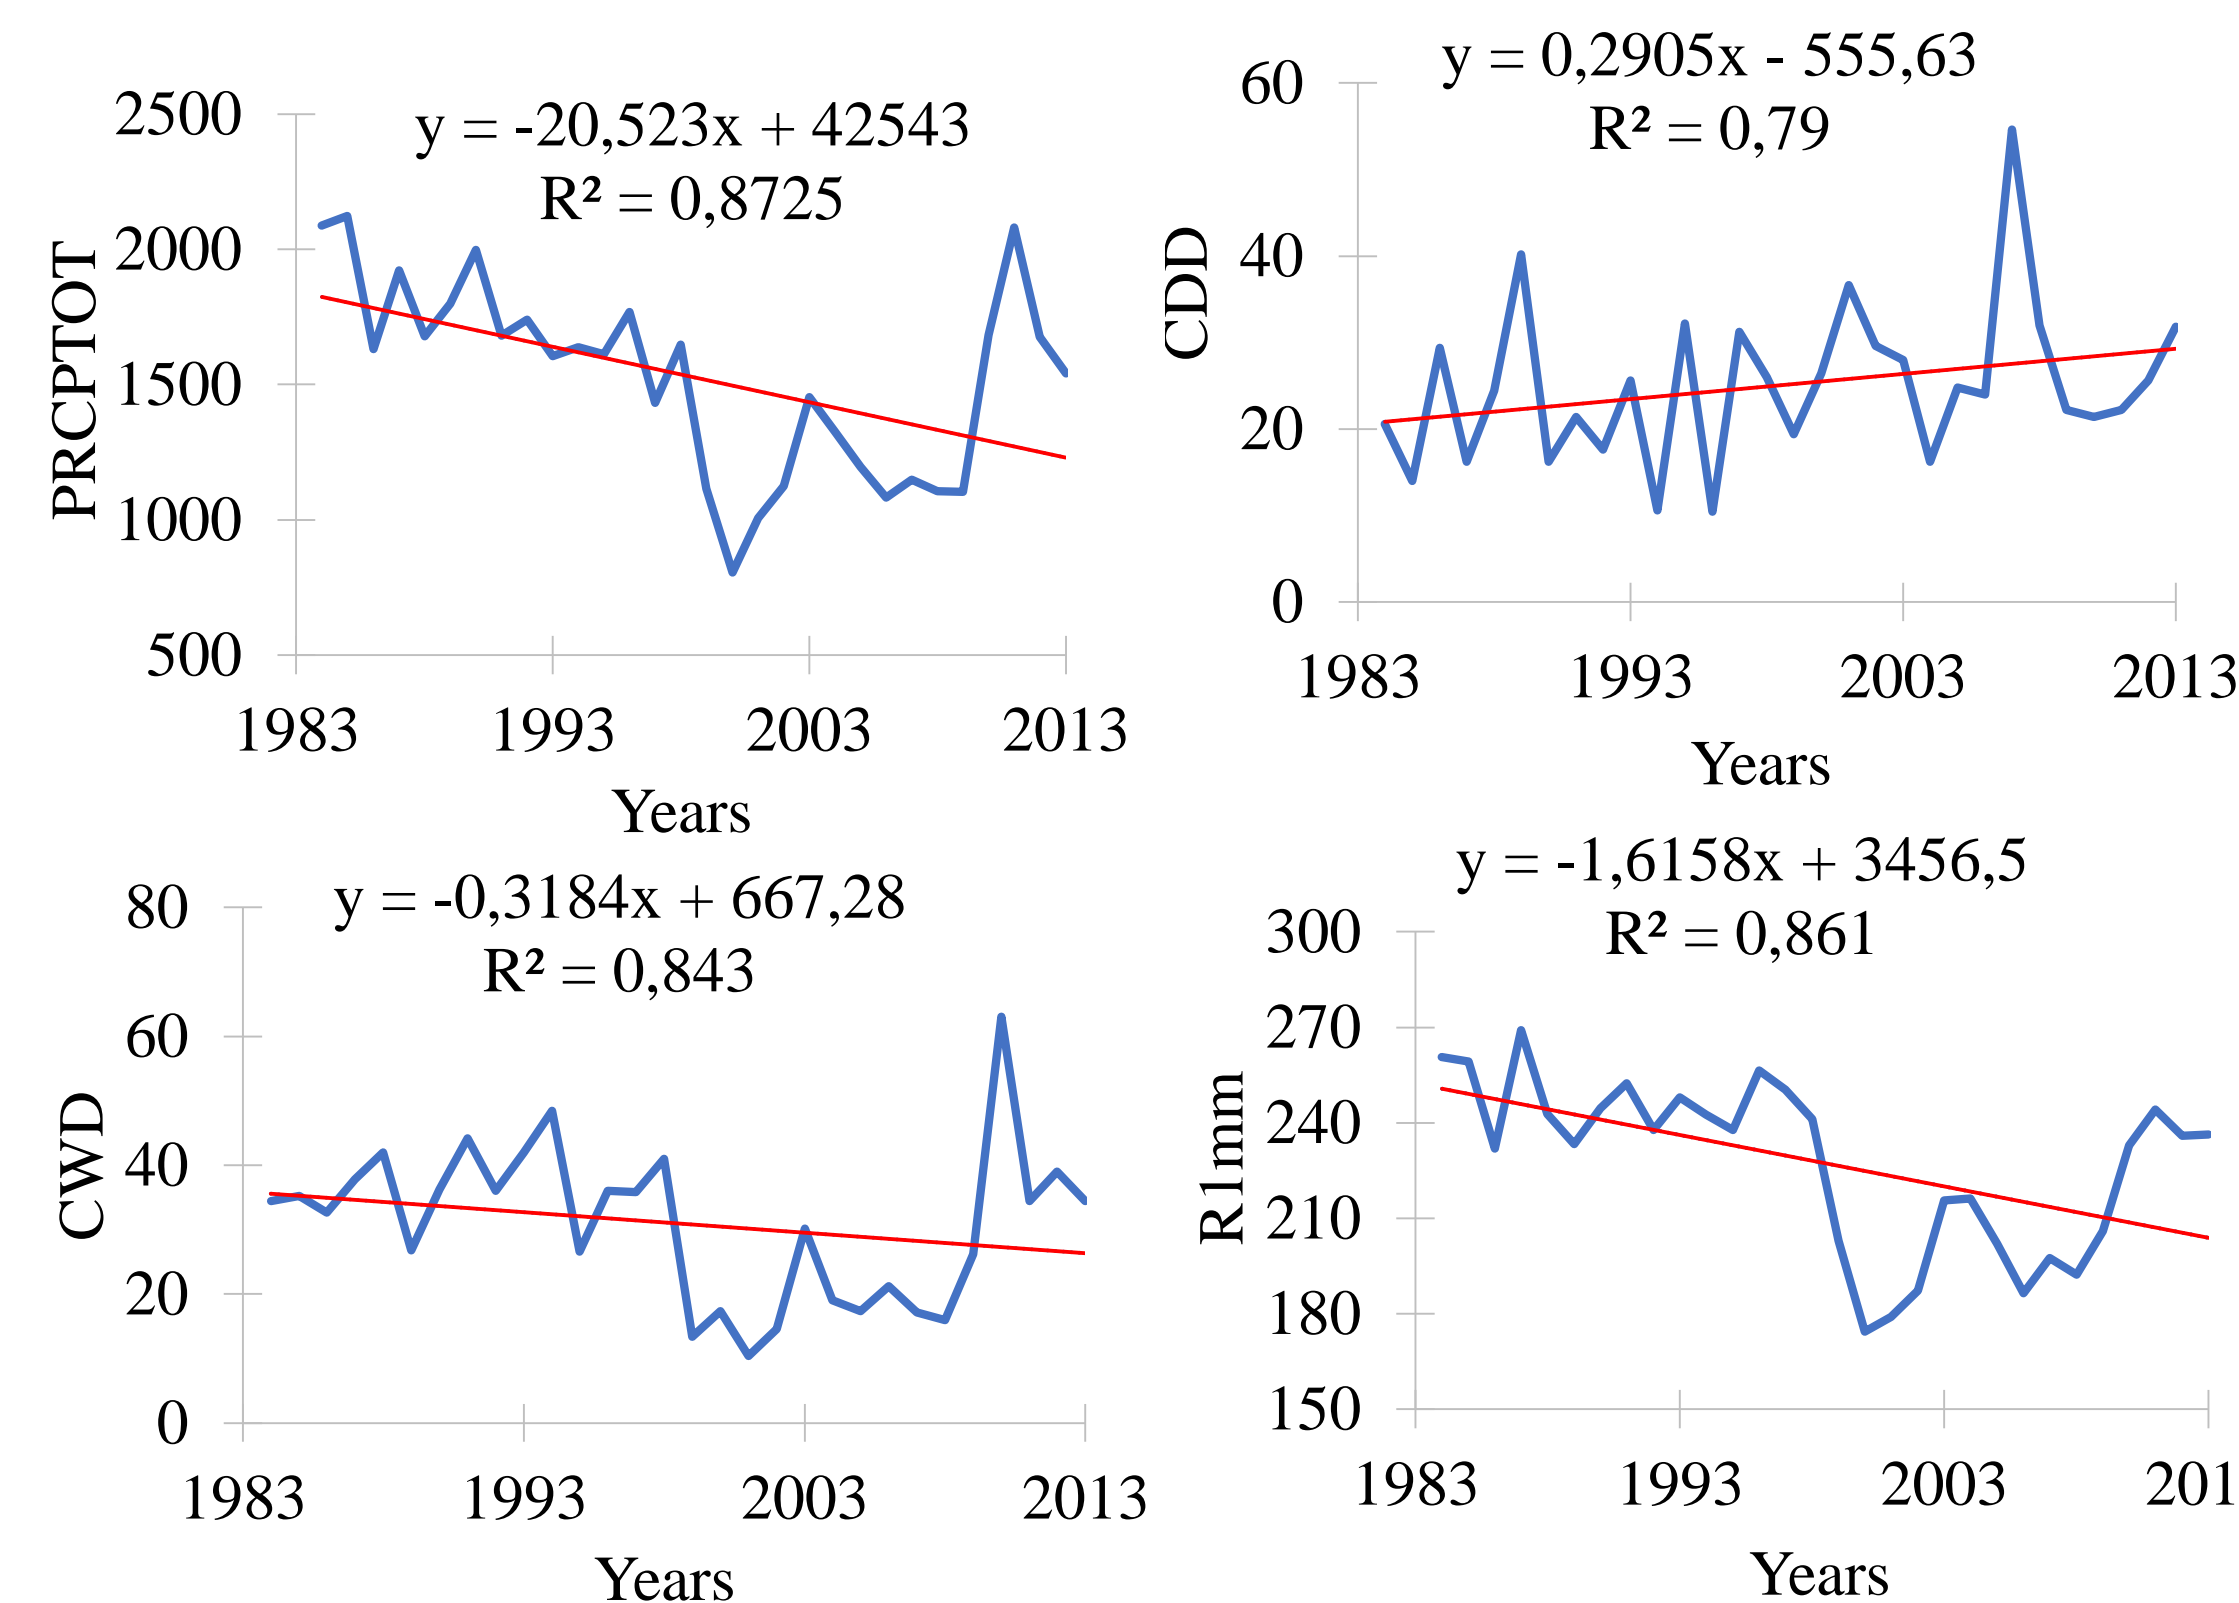 y = -20,523x + 42543
R² = 0,8725
PRCPTOT
2500
2000
1500
1000
500
1983 1993 2003 2013
Years
y = 0,2905x - 555,63
R² = 0,79
CDD
60
40
20
0
1983 1993 2003 2013
Years
y = -0,3184x + 667,28
R² = 0,843
CWD
80
60
40
20
0
1983 1993 2003 2013
Years
y = -1,6158x + 3456,5
R² = 0,861
R1mm
300
270
240
210
180
150
1983 1993 2003 201
Years